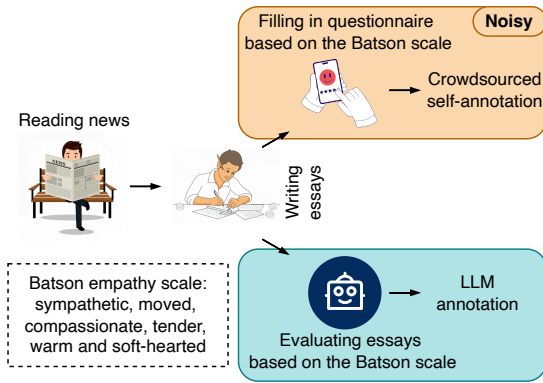 Filling in questionnaire
based on the Batson scale
Noisy
Crowdsourced
self-annotation
Reading news
NEWS
Writing
essays
Batson empathy scale:
sympathetic, moved,
compassionate, tender,
warm and soft-hearted
LLM
annotation
Evaluating essays
based on the Batson scale